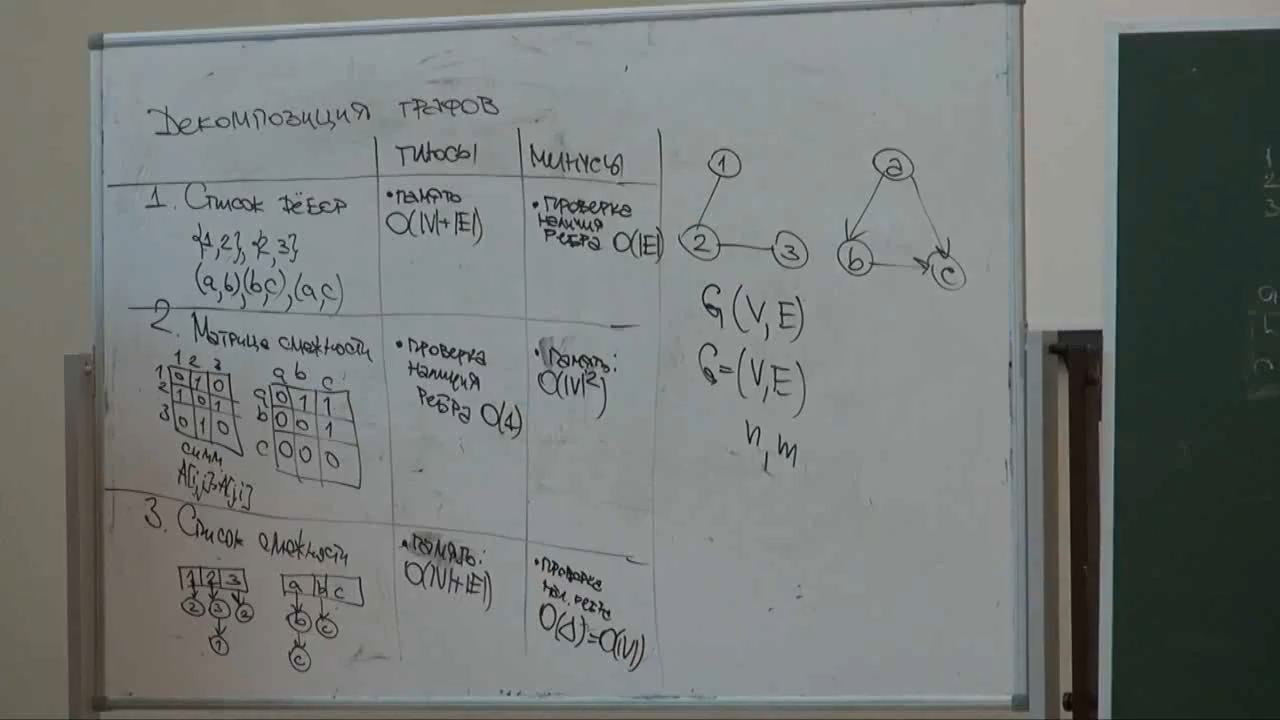 Декомпозиция графов
плюсы
минусы
1. Список рёбер
{1,2}, {2,3}
(a,b)(b,c),(a,c)
• память
O(|V|+|E|)
• проверка
наличия
ребра O(|E|)
2. Матрица смежности
1 2 3
1 0 1 0
2 1 0 1
3 0 1 0
симм
A[i,j]=A[j,i]
a b c
a 0 1 1
b 0 0 1
c 0 0 0
• проверка
наличия
ребра O(1)
• память:
O(|V|²)
3. Список смежности
1 2 3
2 3 2
1
a b c
b c
c
• память:
O(|V|+|E|)
• проверка
нал. ребра
O(Δ)=O(|V|)
1
2 3
a
b c
G(V,E)
G=(V,E)
n,m
1
2
3